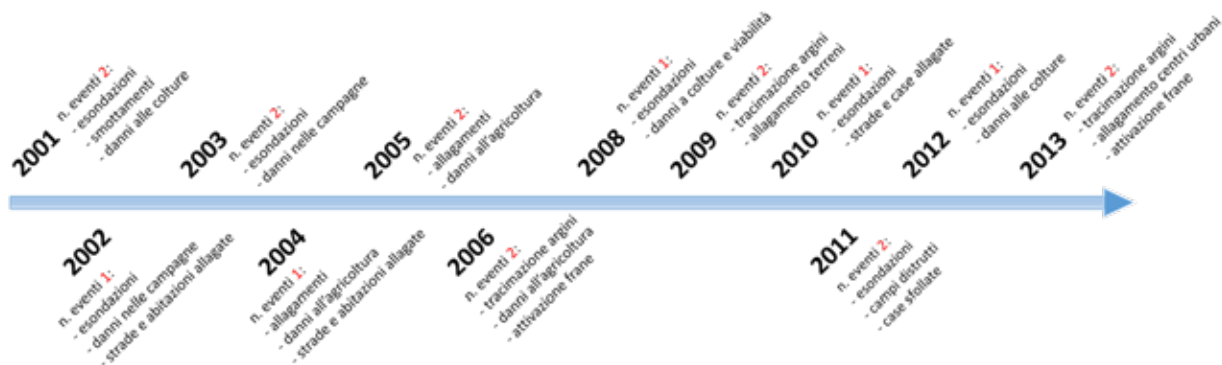 2001
n. eventi 2:
- esondazioni
- smottamenti
- danni alle colture
2002
n. eventi 1:
- esondazioni
- danni nelle campagne
- strade e abitazioni allagate
2003
n. eventi 2:
- esondazioni
- danni nelle campagne
2004
n. eventi 1:
- allagamenti
- danni all'agricoltura
- strade e abitazioni allagate
2005
n. eventi 2:
- allagamenti
- danni all'agricoltura
2006
n. eventi 2:
- tracimazione argini
- danni all'agricoltura
- attivazione frane
2008
n. eventi 1:
- esondazioni
- danni a colture e viabilità
2009
n. eventi 2:
- tracimazione argini
- allagamento terreni
2010
n. eventi 1:
- esondazioni
- strade e case allagate
2011
n. eventi 2:
- esondazioni
- campi distrutti
- case sfollate
2012
n. eventi 1:
- esondazioni
- danni alle colture
2013
n. eventi 2:
- tracimazione argini
- allagamento centri urbani
- attivazione frane